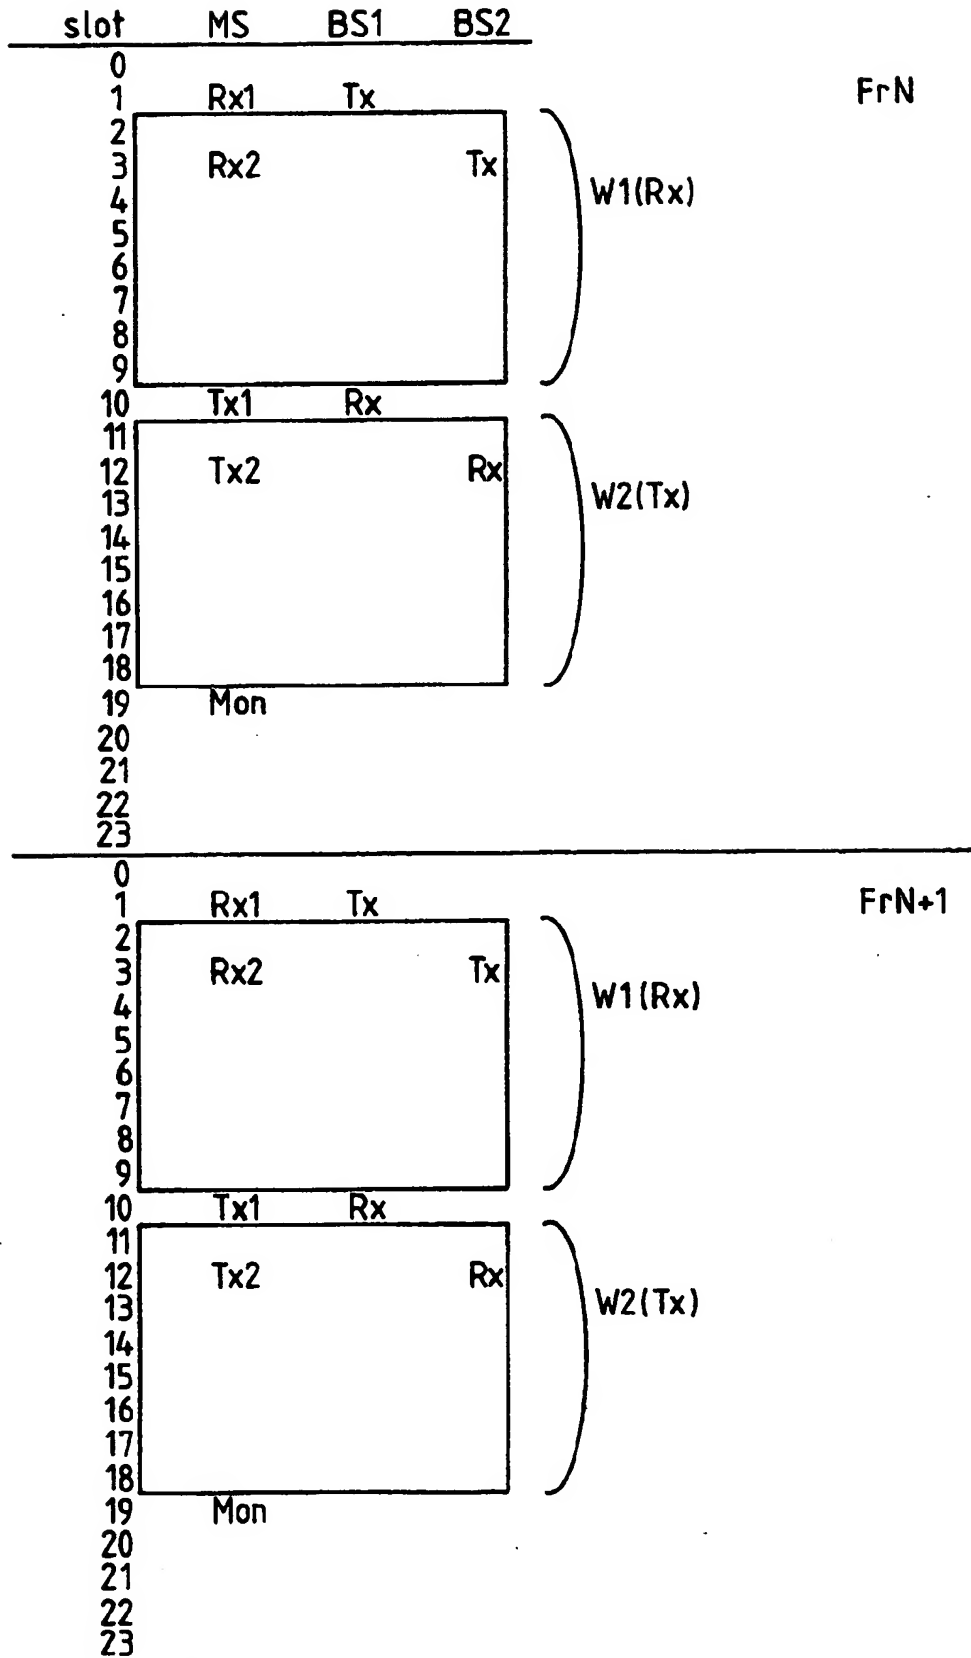 slot MS BS1 BS2
0
1 Rx1 Tx FrN
2
3 Rx2 Tx
4 W1(Rx)
5
6
7
8
9
10 Tx1 Rx
11
12 Tx2 Rx
13 W2(Tx)
14
15
16
17
18
19 Mon
20
21
22
23
0
1 Rx1 Tx FrN+1
2
3 Rx2 Tx
4 W1(Rx)
5
6
7
8
9
10 Tx1 Rx
11
12 Tx2 Rx
13 W2(Tx)
14
15
16
17
18
19 Mon
20
21
22
23